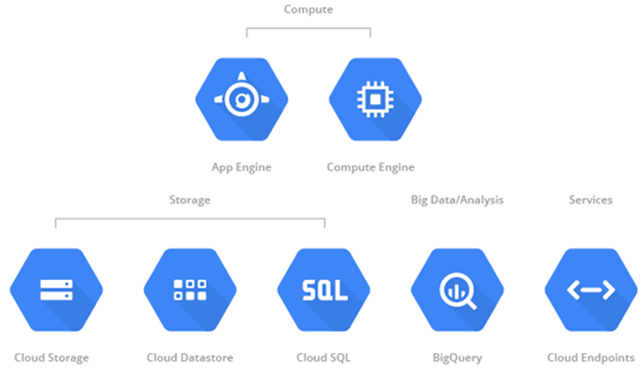 Compute
App Engine
Compute Engine
Storage
Big Data/Analysis
Services
SQL
Cloud Storage
Cloud Datastore
Cloud SQL
BigQuery
Cloud Endpoints